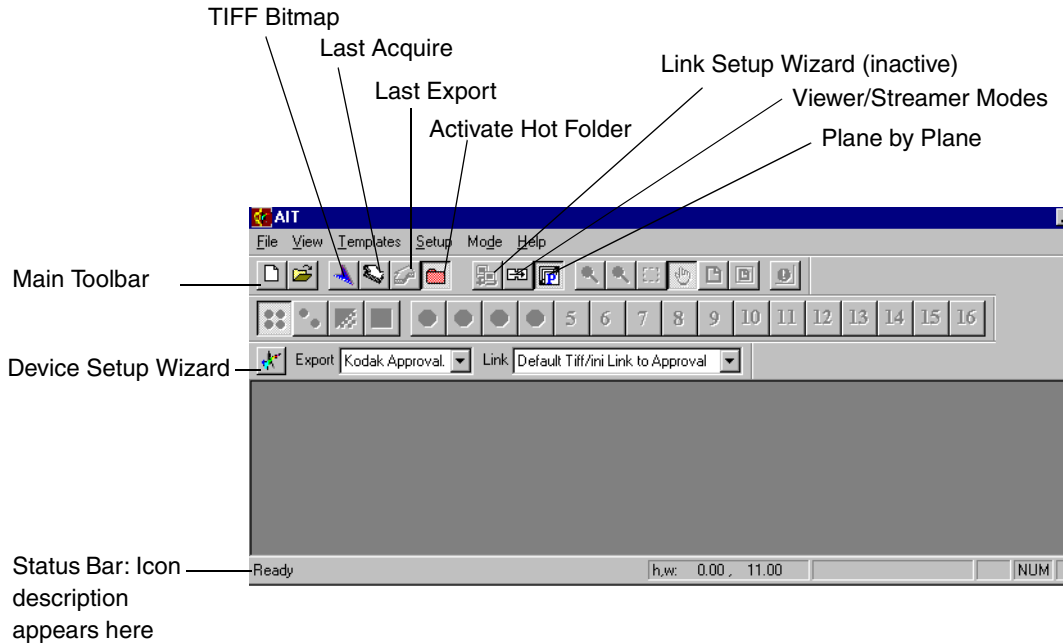 TIFF Bitmap
Last Acquire
Last Export
Activate Hot Folder
Link Setup Wizard (inactive)
Viewer/Streamer Modes
Plane by Plane
AIT
File View Templates Setup Mode Help
Main Toolbar
P
5 6 7 8 9 10 11 12 13 14 15 16
Device Setup Wizard
Export Kodak Approval. Link Default Tiff/ini Link to Approval
Status Bar: Icon
description
appears here
Ready h,w: 0.00 , 11.00 NUM